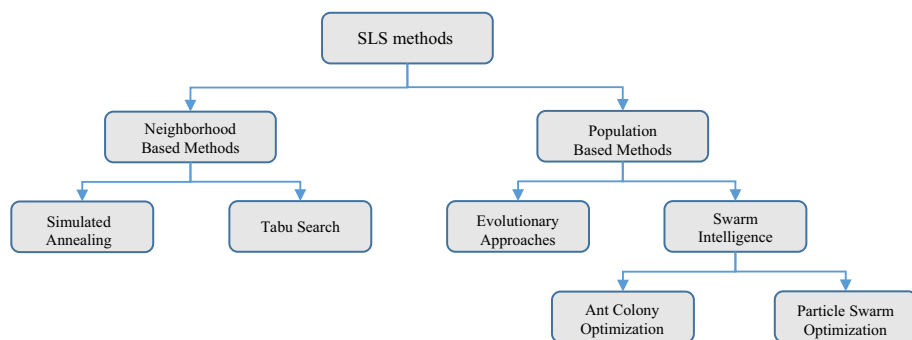 SLS methods
Neighborhood
Based Methods
Population
Based Methods
Simulated
Annealing
Tabu Search
Evolutionary
Approaches
Swarm
Intelligence
Ant Colony
Optimization
Particle Swarm
Optimization